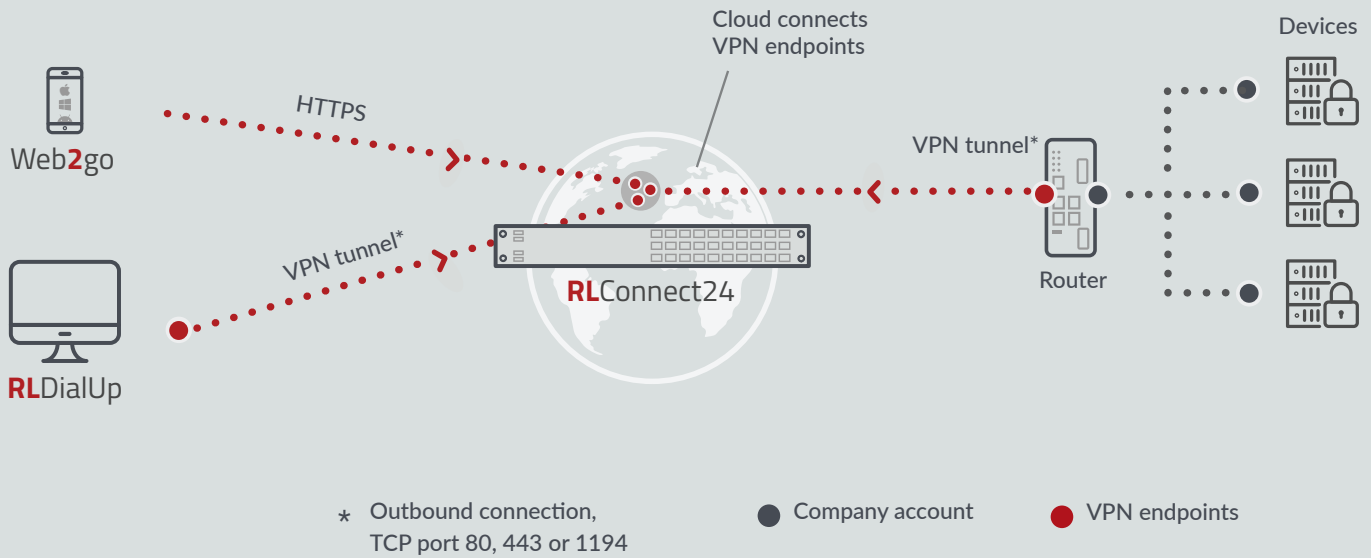 Cloud connects
VPN endpoints
Devices
HTTPS
Web2go
VPN tunnel*
VPN tunnel*
RLConnect24
Router
RLDialUp
* Outbound connection,
TCP port 80, 443 or 1194
Company account
VPN endpoints